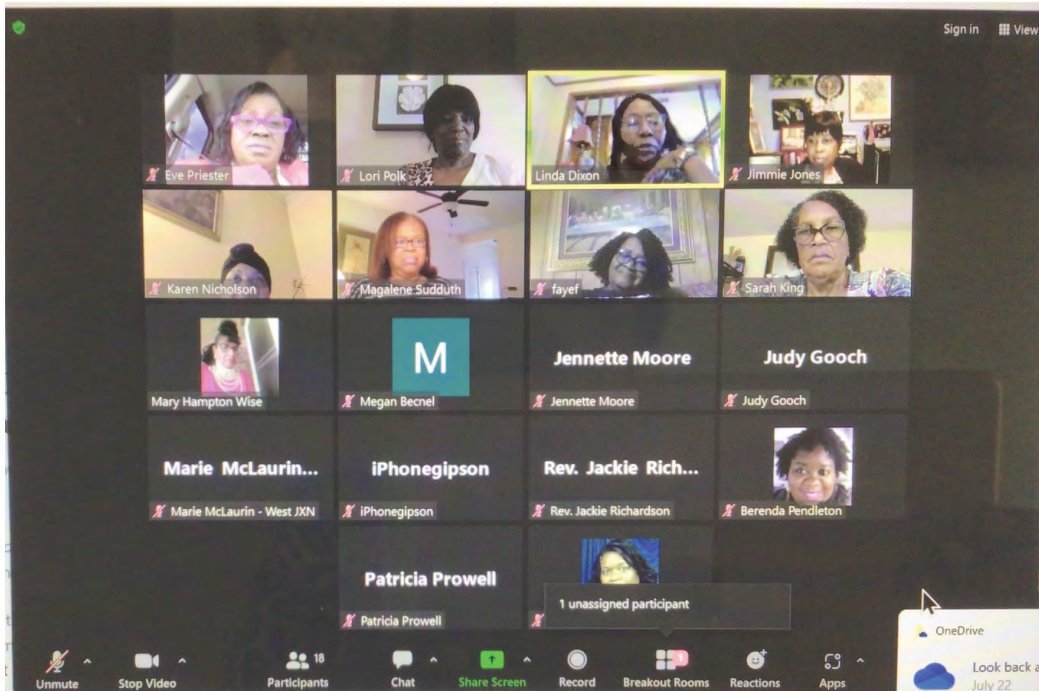 Sign in
View
Eve Priester
Lori Polk
Linda Dixon
Jimmie Jones
Karen Nicholson
Magalene Sudduth
fayef
Sarah King
Mary Hampton Wise
M
Megan Becnel
Jennette Moore
Jennette Moore
Judy Gooch
Judy Gooch
Marie McLaurin...
Marie McLaurin - West JXN
iPhonegipson
iPhonegipson
Rev. Jackie Rich...
Rev. Jackie Richardson
Berenda Pendleton
Patricia Prowell
Patricia Prowell
1 unassigned participant
OneDrive
Look back a
July 22
Unmute
Stop Video
18
Participants
Chat
Share Screen
Record
1
Breakout Rooms
Reactions
Apps